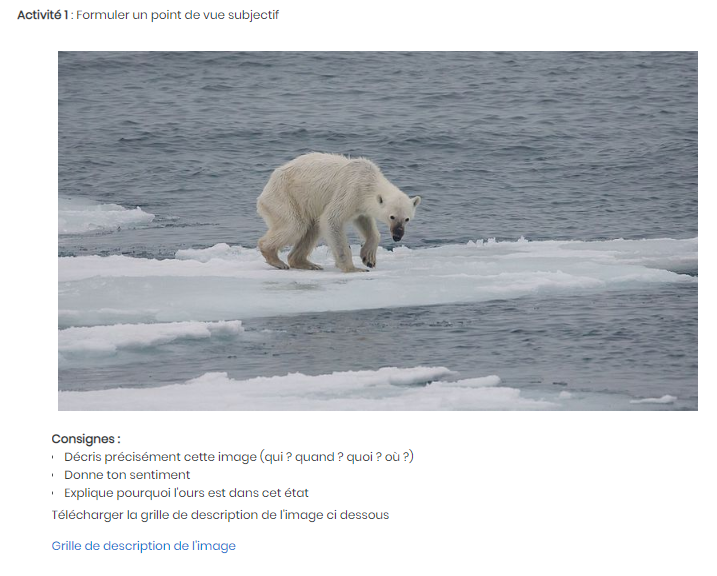 Activité 1 : Formuler un point de vue subjectif
Consignes :
Décris précisément cette image (qui ? quand ? quoi ? où ?)
Donne ton sentiment
Explique pourquoi l'ours est dans cet état
Télécharger la grille de description de l'image ci dessous
Grille de description de l'image